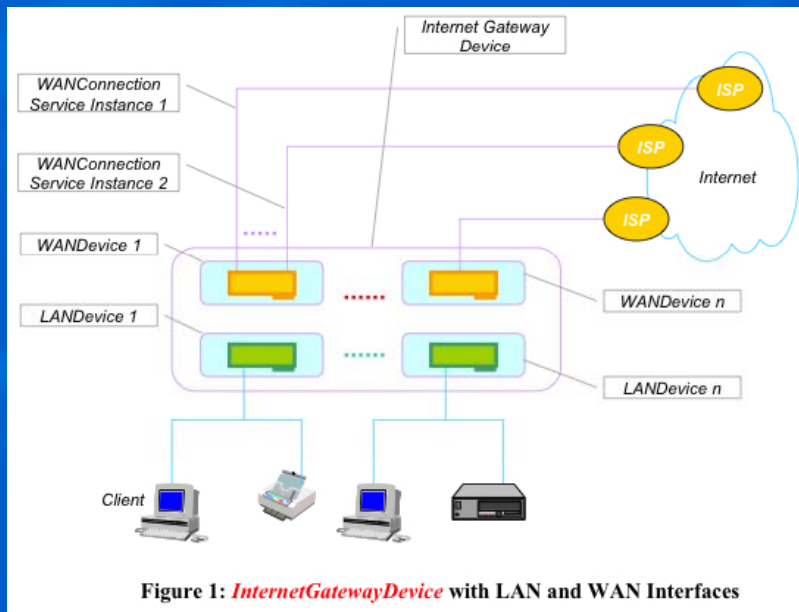 Internet Gateway
Device
WANConnection
Service Instance 1
ISP
WANConnection
Service Instance 2
ISP
Internet
ISP
WANDevice 1
LANDevice 1
WANDevice n
LANDevice n
Client
Figure 1: InternetGatewayDevice with LAN and WAN Interfaces